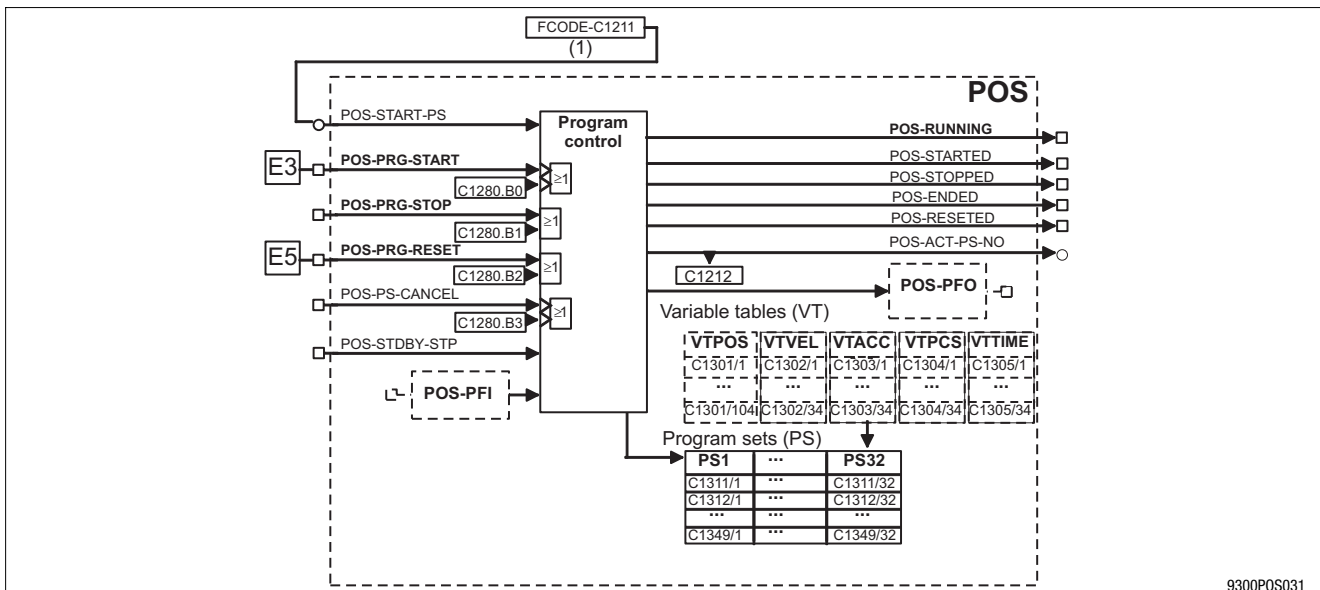 FCODE-C1211
(1)
POS
POS-START-PS
Program
control
POS-RUNNING
E3
POS-PRG-START
≥1
C1280.B0
POS-STARTED
POS-STOPPED
POS-PRG-STOP
≥1
C1280.B1
POS-ENDED
POS-RESETED
E5
POS-PRG-RESET
≥1
C1280.B2
POS-ACT-PS-NO
C1212
POS-PS-CANCEL
≥1
C1280.B3
POS-PFO
POS-STDBY-STP
Variable tables (VT)
VTPOS VTVEL VTACC VTPCS VTTIME
C1301/1 C1302/1 C1303/1 C1304/1 C1305/1
... ... ... ... ...
C1301/104 C1302/34 C1303/34 C1304/34 C1305/34
POS-PFI
Program sets (PS)
PS1 ... PS32
C1311/1 ... C1311/32
C1312/1 ... C1312/32
... ... ...
C1349/1 ... C1349/32
9300POS031